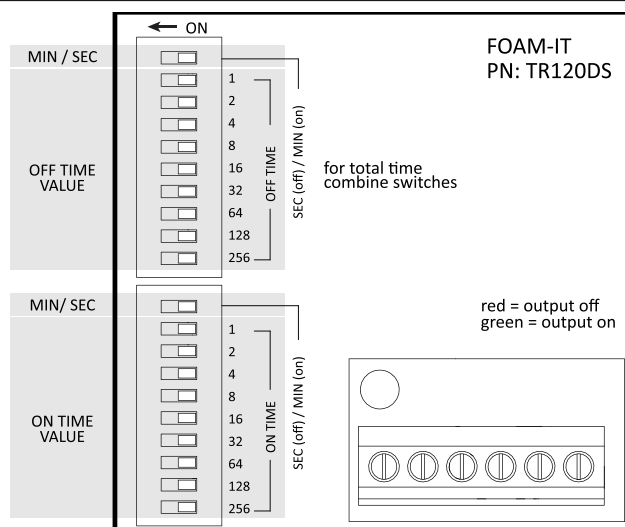 ON
FOAM-IT
PN: TR120DS
MIN / SEC
1
2
4
8
16
32
64
128
256
OFF TIME
VALUE
OFF TIME
SEC (off) / MIN (on)
for total time
combine switches
MIN/ SEC
1
2
4
8
16
32
64
128
256
ON TIME
VALUE
ON TIME
SEC (off) / MIN (on)
red = output off
green = output on